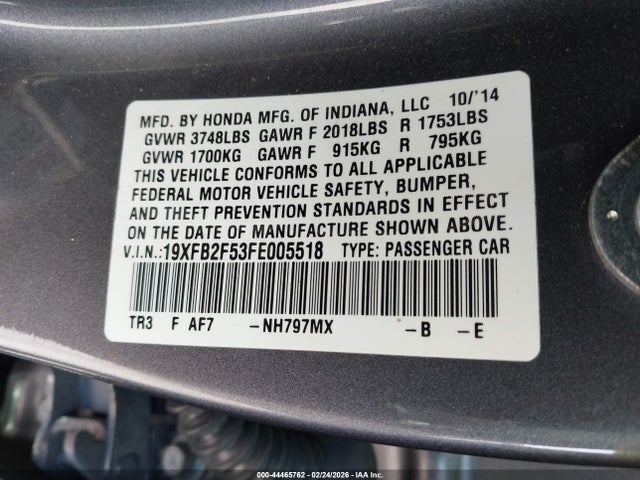 MFD. BY HONDA MFG. OF INDIANA, LLC 10/'14
GVWR 3748LBS GAWR F 2018LBS R 1753LBS
GVWR 1700KG GAWR F 915KG R 795KG
THIS VEHICLE CONFORMS TO ALL APPLICABLE
FEDERAL MOTOR VEHICLE SAFETY, BUMPER,
AND THEFT PREVENTION STANDARDS IN EFFECT
ON THE DATE OF MANUFACTURE SHOWN ABOVE.
V.I.N.:19XFB2F53FE005518 TYPE: PASSENGER CAR
TR3 F AF7 -NH797MX -B -E
000-44465762 - 02/24/2026 - IAA Inc.